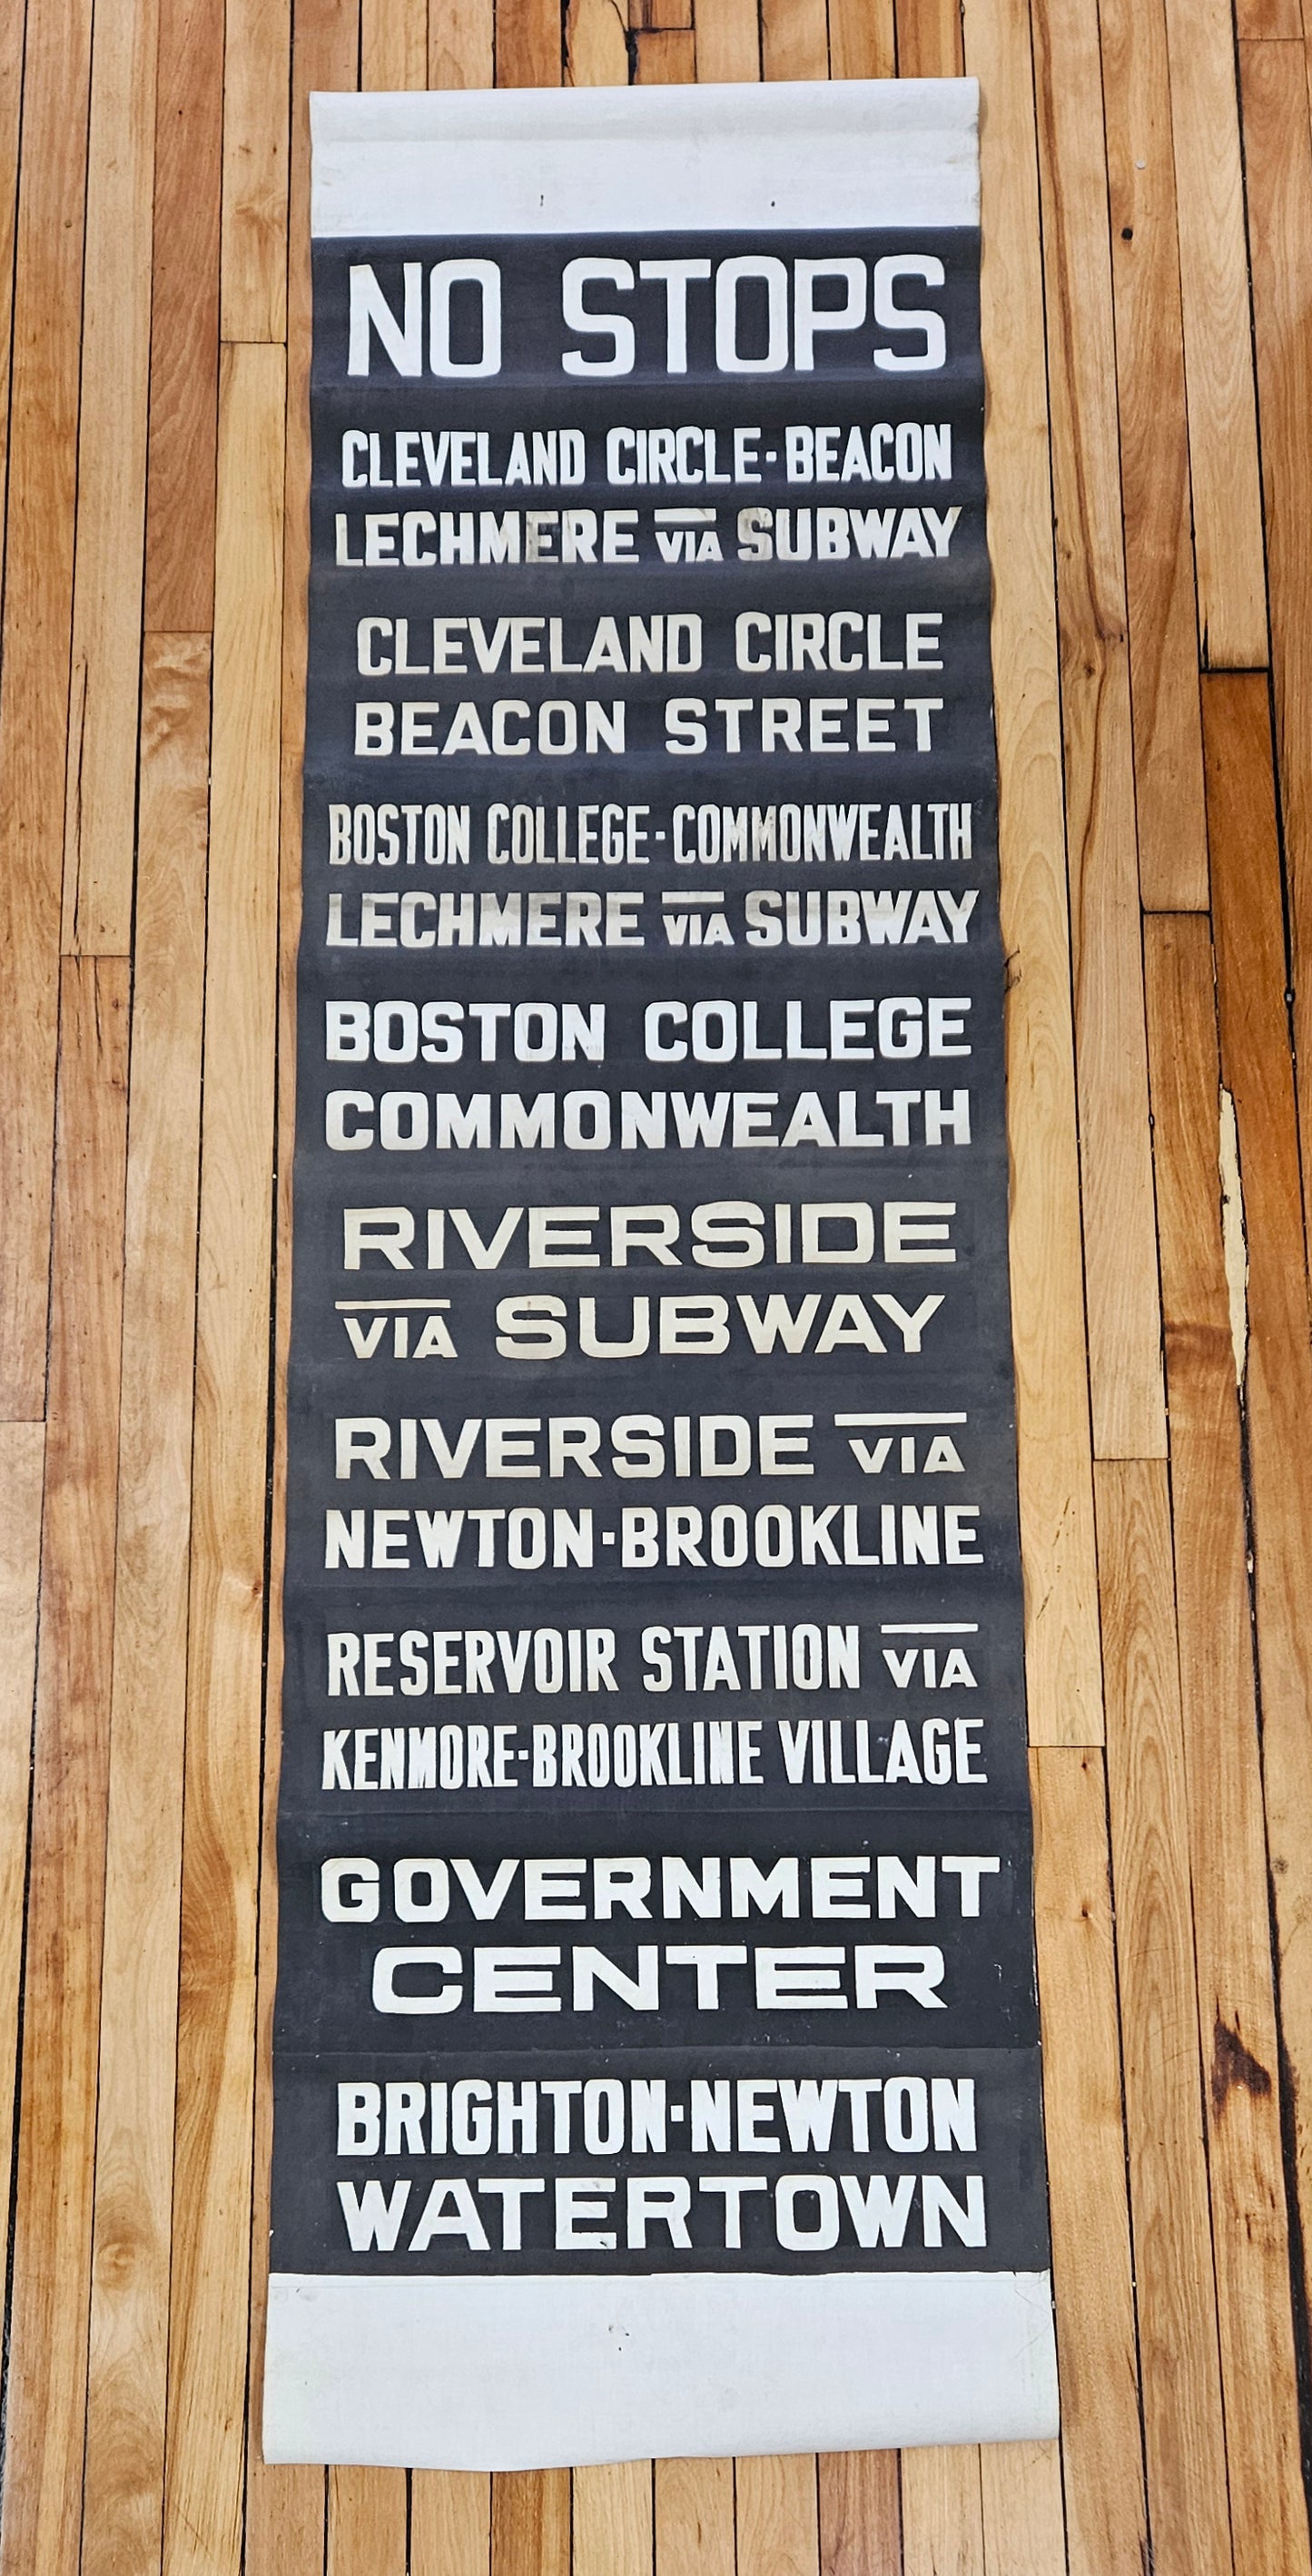 NO STOPS
CLEVELAND CIRCLE·BEACON
LECHMERE VIA SUBWAY
CLEVELAND CIRCLE
BEACON STREET
BOSTON COLLEGE·COMMONWEALTH
LECHMERE VIA SUBWAY
BOSTON COLLEGE
COMMONWEALTH
RIVERSIDE
VIA SUBWAY
RIVERSIDE VIA
NEWTON·BROOKLINE
RESERVOIR STATION VIA
KENMORE·BROOKLINE VILLAGE
GOVERNMENT
CENTER
BRIGHTON·NEWTON
WATERTOWN